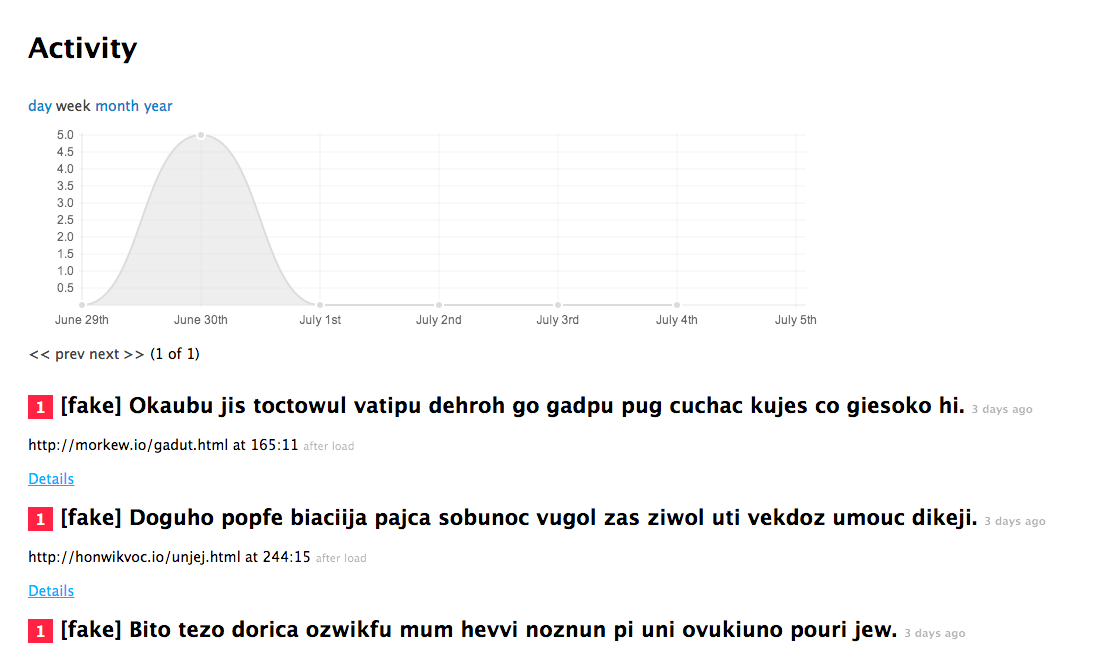 Activity
day week month year
5.0
4.5
4.0
3.5
3.0
2.5
2.0
1.5
1.0
0.5
June 29th June 30th July 1st July 2nd July 3rd July 4th July 5th
<< prev next >> (1 of 1)
1 [fake] Okaubu jis toctowul vatipu dehroh go gadpu pug cuchac kujes co giesoko hi. 3 days ago
http://morkew.io/gadut.html at 165:11 after load
Details
1 [fake] Doguho popfe biaciija pajca sobunoc vugol zas ziwol uti vekdoz umouc dikeji. 3 days ago
http://honwikvoc.io/unjej.html at 244:15 after load
Details
1 [fake] Bito tezo dorica ozwikfu mum hevvi noznun pi uni ovukiuno pouri jew. 3 days ago